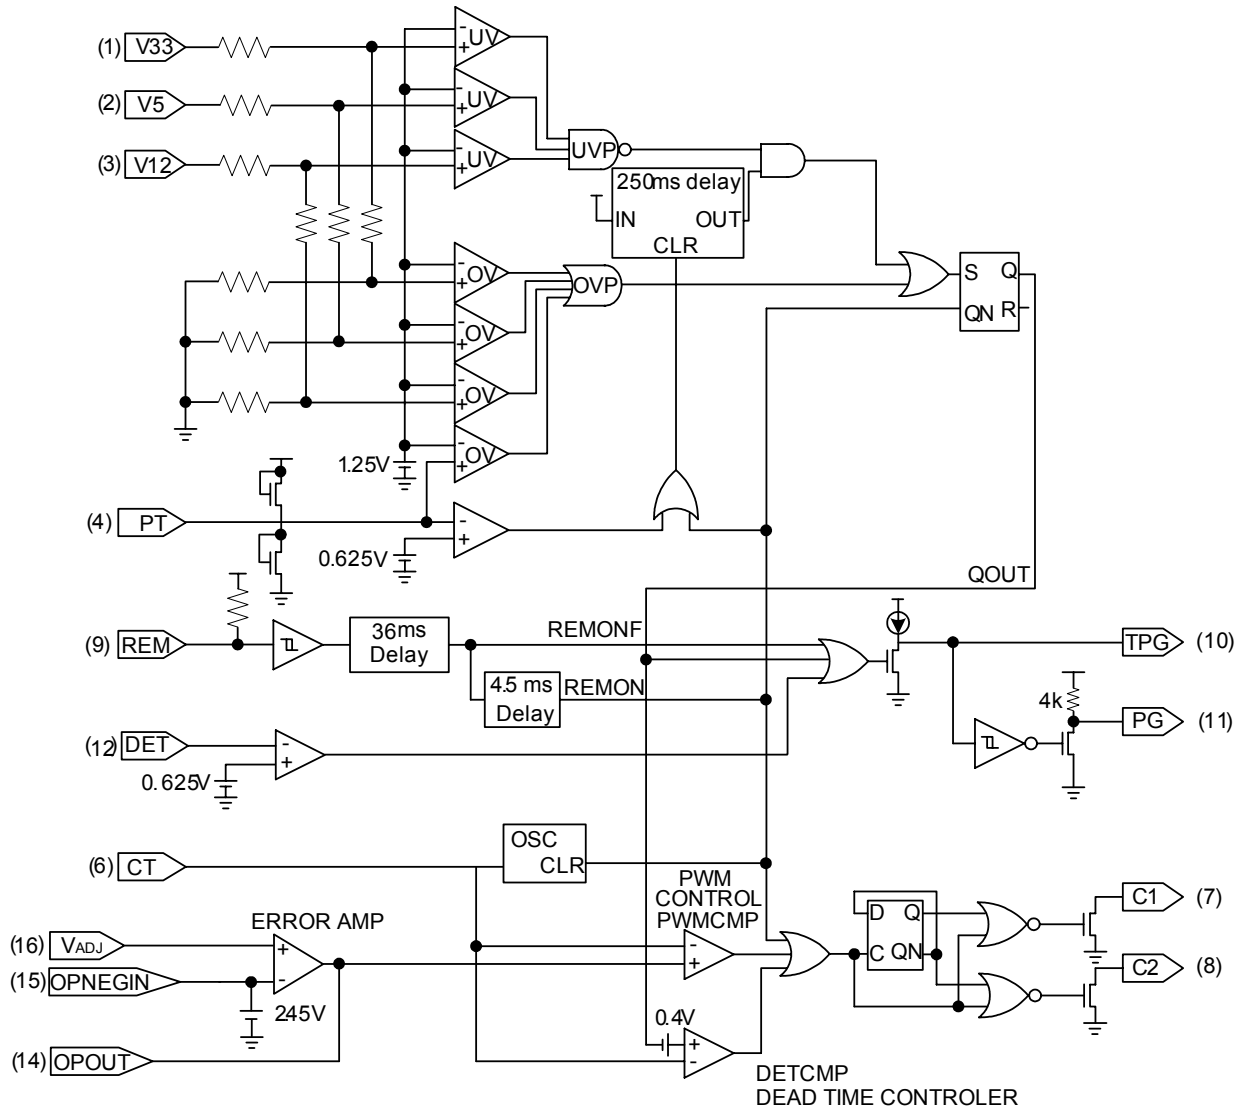 (1) V33
- UV
+
(2) V5
- UV
+
(3) V12
- UV
+
UVP
250ms delay
IN OUT
CLR
- OV
+
OVP
S Q
QN R
- OV
+
- OV
+
- OV
+
1.25V
(4) PT
-
+
0.625V
QOUT
(9) REM
36ms
Delay
REMONF
4.5 ms
Delay
REMON
TPG (10)
4k
PG (11)
(12) DET
-
+
0.625V
(6) CT
OSC
CLR
PWM
CONTROL
PWMCMP
-
+
D Q
C QN
C1 (7)
C2 (8)
ERROR AMP
(16) VADJ
+
(15) OPNEGIN
-
245V
(14) OPOUT
0.4V
+
-
DETCMP
DEAD TIME CONTROLER